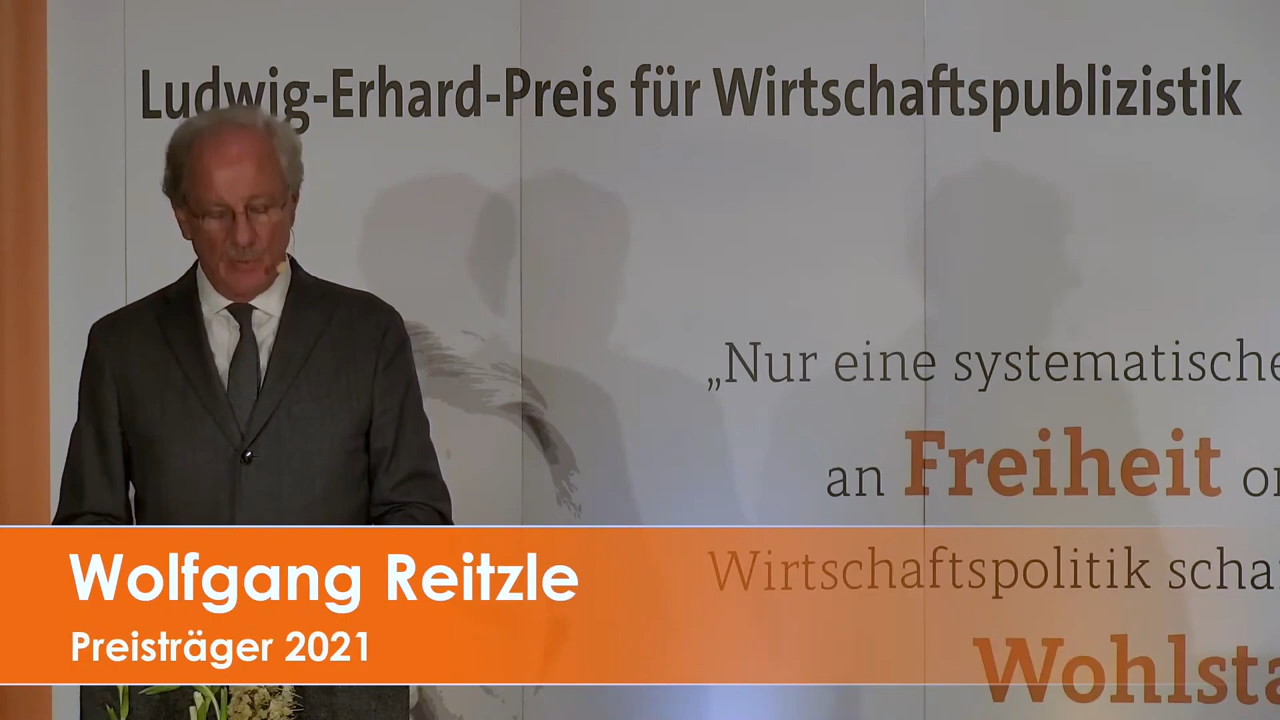 Ludwig-Erhard-Preis für Wirtschaftspublizistik
„Nur eine systematische
an Freiheit
Wirtschaftspolitik
Wolfgang Reitzle
Preisträger 2021